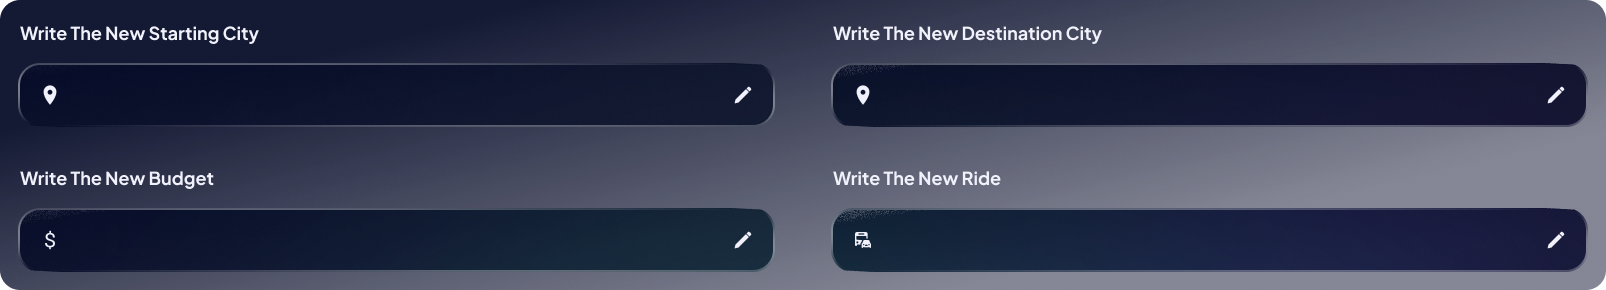 Write The New Starting City
Write The New Destination City
Write The New Budget
$
Write The New Ride